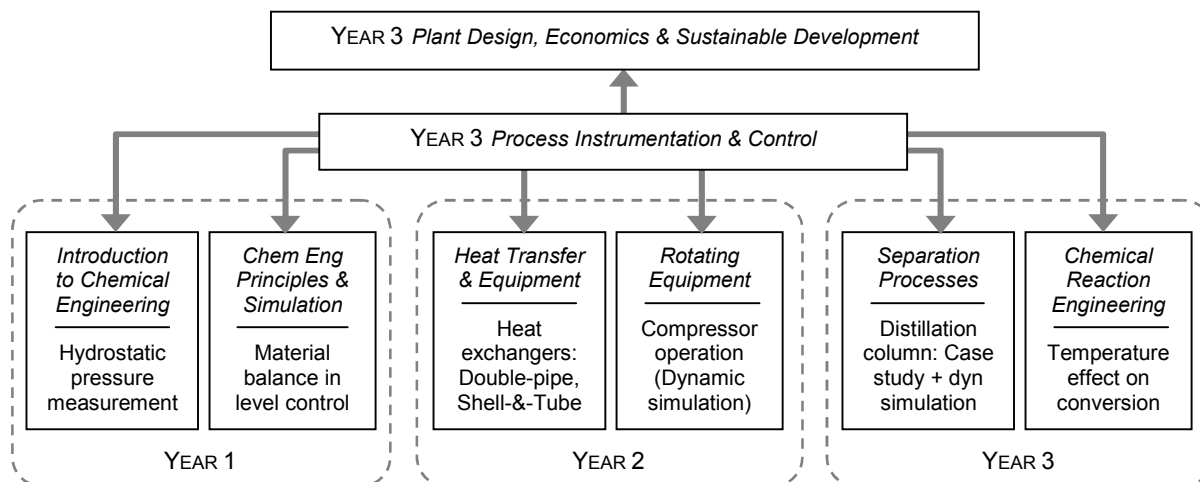 YEAR 3 Plant Design, Economics & Sustainable Development
YEAR 3 Process Instrumentation & Control
Introduction
to Chemical
Engineering
Hydrostatic
pressure
measurement
Chem Eng
Principles &
Simulation
Material
balance in
level control
YEAR 1
Heat Transfer
& Equipment
Heat
exchangers:
Double-pipe,
Shell-&-Tube
Rotating
Equipment
Compressor
operation
(Dynamic
simulation)
YEAR 2
Separation
Processes
Distillation
column: Case
study + dyn
simulation
Chemical
Reaction
Engineering
Temperature
effect on
conversion
YEAR 3